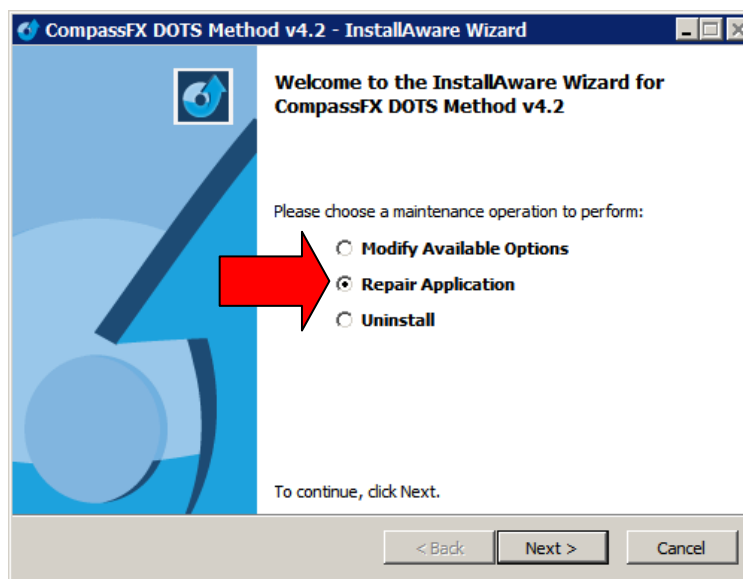 CompassFX DOTS Method v4.2 - InstallAware Wizard
Welcome to the InstallAware Wizard for
CompassFX DOTS Method v4.2
Please choose a maintenance operation to perform:
Modify Available Options
Repair Application
Uninstall
To continue, click Next.
< Back
Next >
Cancel